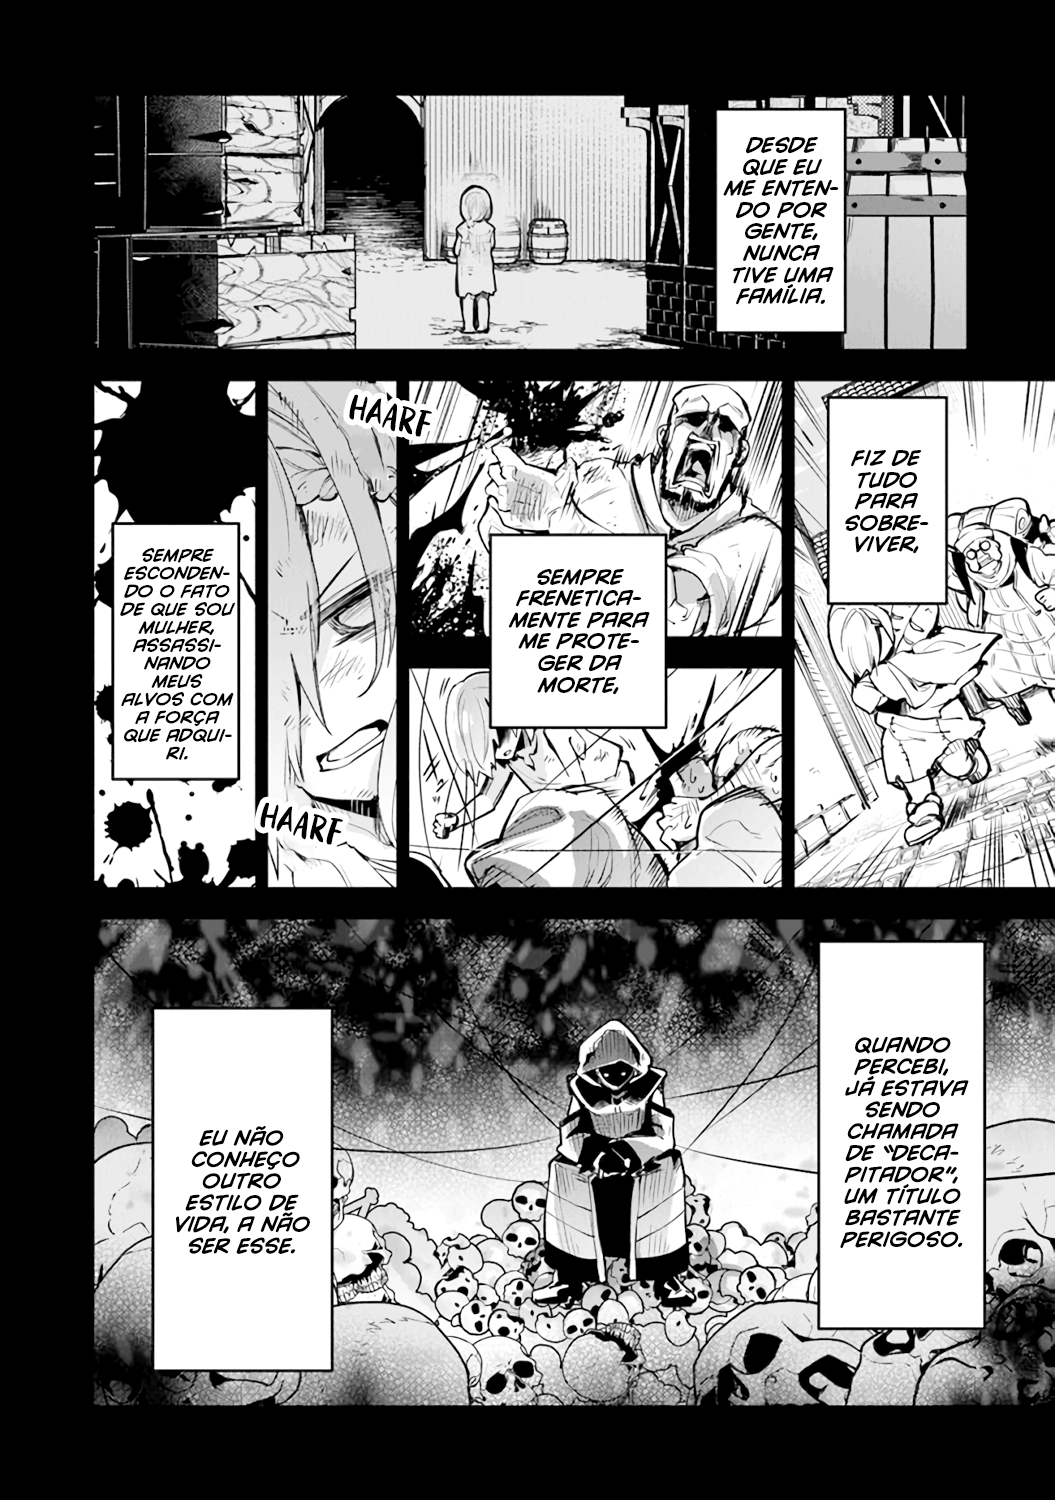 DESDE
QUE EU
ME ENTEN-
DO POR
GENTE,
NUNCA
TIVE UMA
FAMÍLIA.
FIZ DE
TUDO
PARA
SOBRE-
VIVER,
SEMPRE
FRENETICA-
MENTE PARA
ME PROTE-
GER DA
MORTE,
HAARF
HAARF
SEMPRE
ESCONDEN-
DO O FATO
DE QUE SOU
MULHER,
ASSASSI-
NANDO
MEUS
ALVOS COM
A FORÇA
QUE ADQUI-
RI.
QUANDO
PERCEBI,
JÁ ESTAVA
SENDO
CHAMADA
DE "DECA-
PITADOR",
UM TÍTULO
BASTANTE
PERIGOSO.
EU NÃO
CONHEÇO
OUTRO
ESTILO DE
VIDA, A NÃO
SER ESSE.